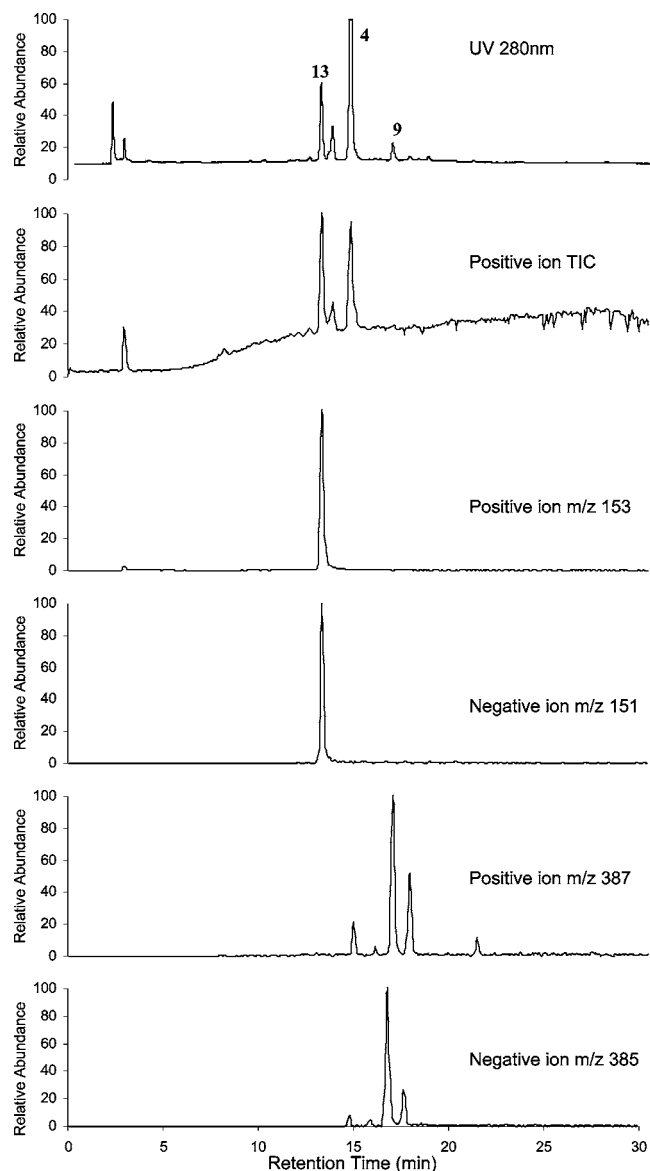 Relative Abundance
100
80
60
40
20
0
13
4
9
UV 280nm
Relative Abundance
100
80
60
40
20
0
Positive ion TIC
Relative Abundance
100
80
60
40
20
0
Positive ion m/z 153
Relative Abundance
100
80
60
40
20
0
Negative ion m/z 151
Relative Abundance
100
80
60
40
20
0
Positive ion m/z 387
Relative Abundance
100
80
60
40
20
0
Negative ion m/z 385
0 5 10 15 20 25 30
Retention Time (min)